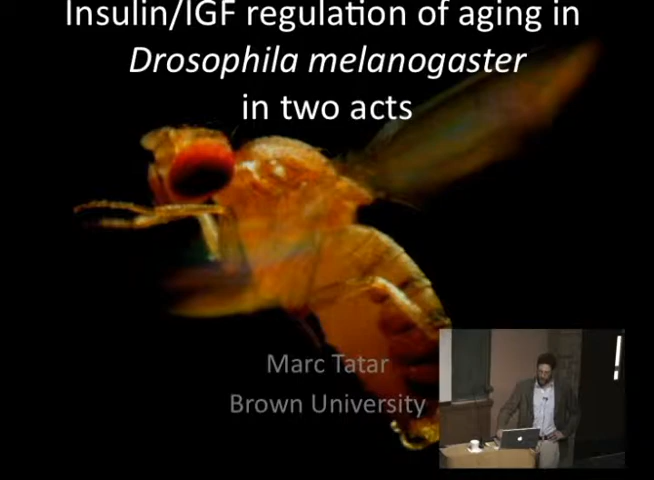 Insulin/IGF regulation of aging in
Drosophila melanogaster
in two acts
Marc Tatar
Brown University